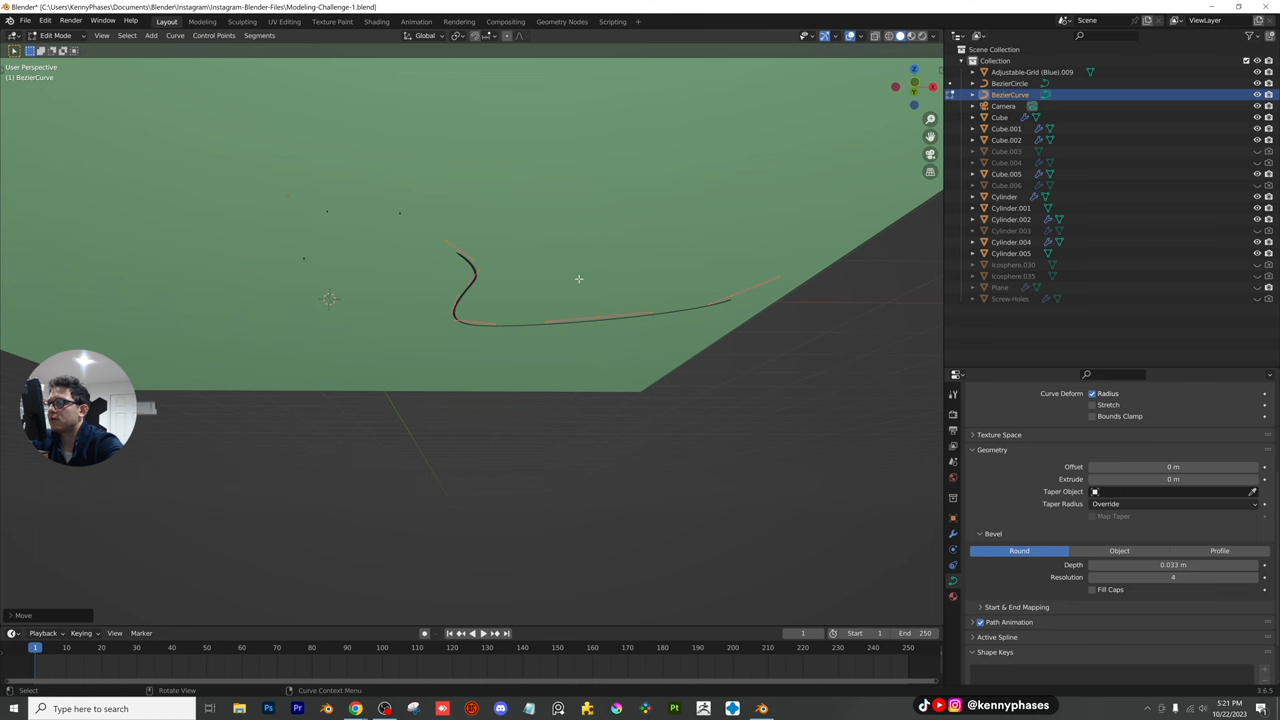 Blender* [C:\Users\KennyPhases\Documents\Blender\Instagram\Instagram-Blender-Files\Modeling-Challenge-1.blend]
File Edit Render Window Help Layout Modeling Sculpting UV Editing Texture Paint Shading Animation Rendering Compositing Geometry Nodes Scripting + Scene ViewLayer
Edit Mode View Select Add Curve Control Points Segments Global
User Perspective
(1) BezierCurve
Z
X
Y
Scene Collection
Collection
Adjustable-Grid (Blue).009
BezierCircle
BezierCurve
Camera
Cube
Cube.001
Cube.002
Cube.003
Cube.004
Cube.005
Cube.006
Cylinder
Cylinder.001
Cylinder.002
Cylinder.003
Cylinder.004
Cylinder.005
Icosphere.030
Icosphere.035
Plane
Screw-Holes
Curve Deform Radius
Stretch
Bounds Clamp
Texture Space
Geometry
Offset 0 m
Extrude 0 m
Taper Object
Taper Radius Override
Map Taper
Bevel
Round Object Profile
Depth 0.033 m
Resolution 4
Fill Caps
Start & End Mapping
Path Animation
Active Spline
Shape Keys
Move
Playback Keying View Marker 1 Start 1 End 250
1 10 20 30 40 50 60 70 80 90 100 110 120 130 140 150 160 170 180 190 200 210 220 230 240 250
Select Rotate View Curve Context Menu 3.6.5
Type here to search
Ps
Pr
Pt
@kennyphases
5:21 PM
10/22/2023